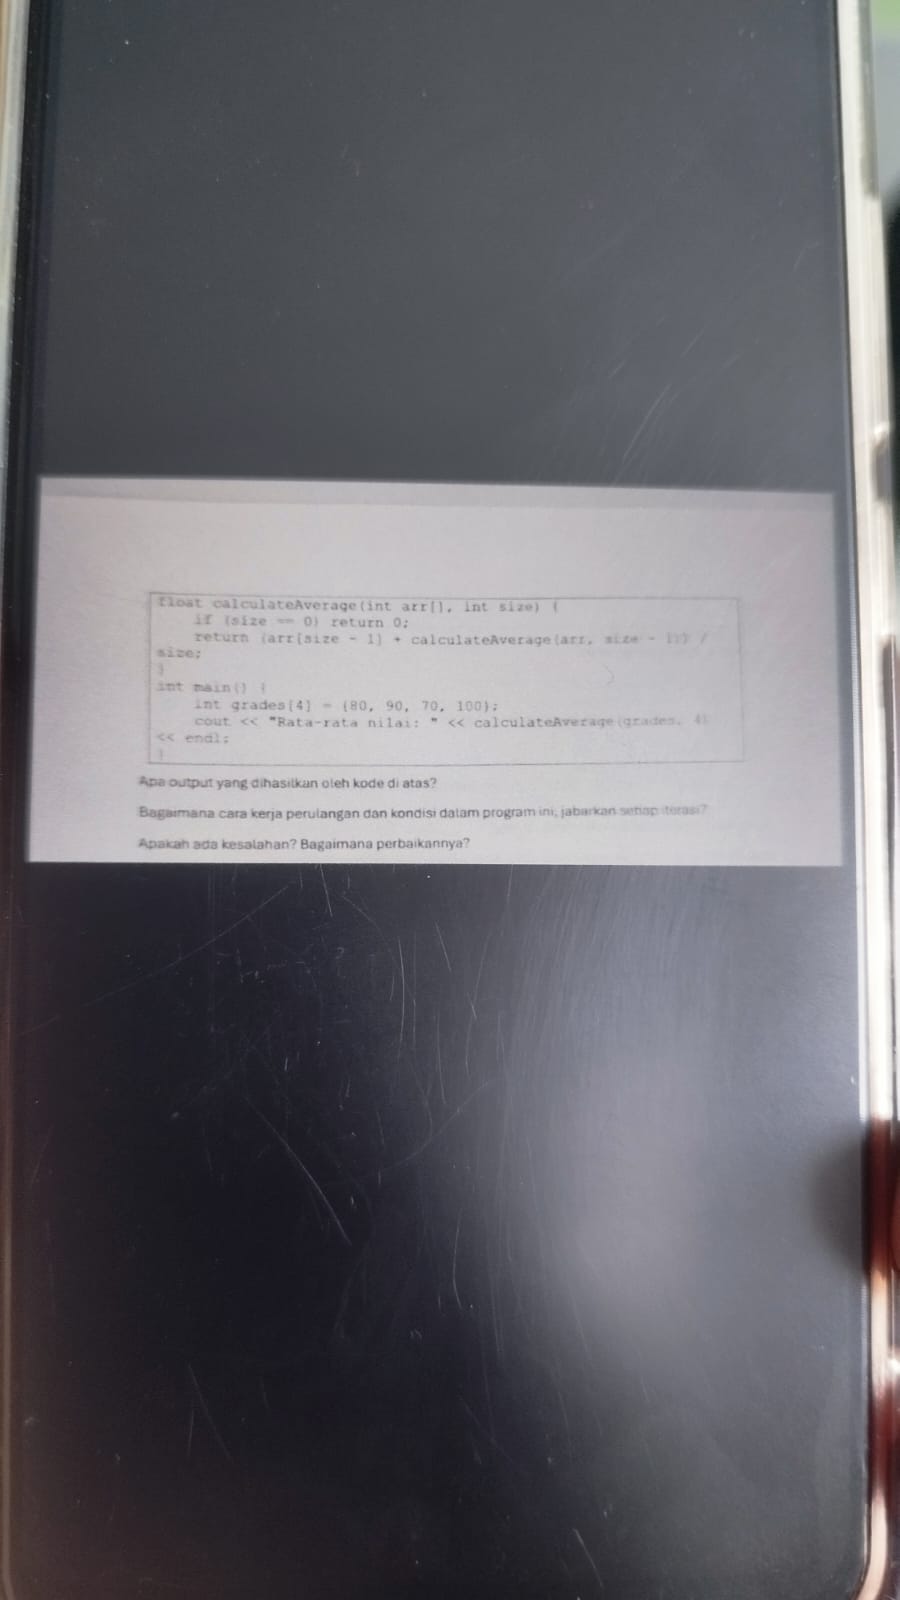 float calculateAverage(int arr[], int size) {
if (size == 0) return 0;
return (arr[size - 1] + calculateAverage(arr, size - 1)) /
size;
}
int main() {
int grades[4] = {80, 90, 70, 100};
cout << "Rata-rata nilai: " << calculateAverage(grades, 4)
<< endl;
}
Apa output yang dihasilkan oleh kode di atas?
Bagaimana cara kerja perulangan dan kondisi dalam program ini, jabarkan setiap iterasi?
Apakah ada kesalahan? Bagaimana perbaikannya?